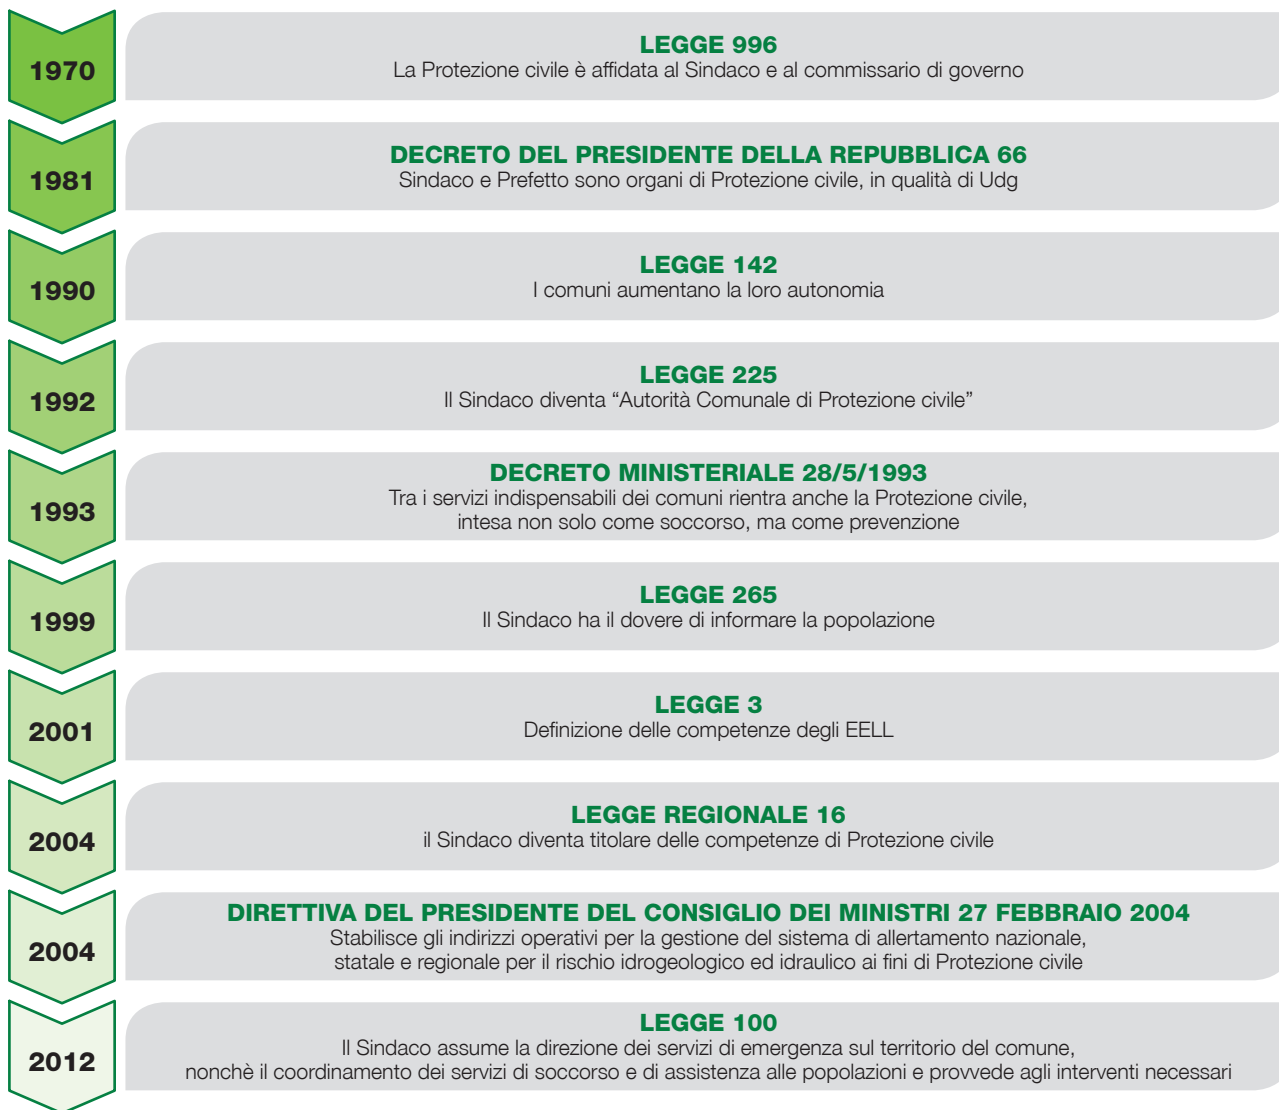 1970
LEGGE 996
La Protezione civile è affidata al Sindaco e al commissario di governo
1981
DECRETO DEL PRESIDENTE DELLA REPUBBLICA 66
Sindaco e Prefetto sono organi di Protezione civile, in qualità di Udg
1990
LEGGE 142
I comuni aumentano la loro autonomia
1992
LEGGE 225
Il Sindaco diventa “Autorità Comunale di Protezione civile”
1993
DECRETO MINISTERIALE 28/5/1993
Tra i servizi indispensabili dei comuni rientra anche la Protezione civile,
intesa non solo come soccorso, ma come prevenzione
1999
LEGGE 265
Il Sindaco ha il dovere di informare la popolazione
2001
LEGGE 3
Definizione delle competenze degli EELL
2004
LEGGE REGIONALE 16
il Sindaco diventa titolare delle competenze di Protezione civile
2004
DIRETTIVA DEL PRESIDENTE DEL CONSIGLIO DEI MINISTRI 27 FEBBRAIO 2004
Stabilisce gli indirizzi operativi per la gestione del sistema di allertamento nazionale,
statale e regionale per il rischio idrogeologico ed idraulico ai fini di Protezione civile
2012
LEGGE 100
Il Sindaco assume la direzione dei servizi di emergenza sul territorio del comune,
nonchè il coordinamento dei servizi di soccorso e di assistenza alle popolazioni e provvede agli interventi necessari